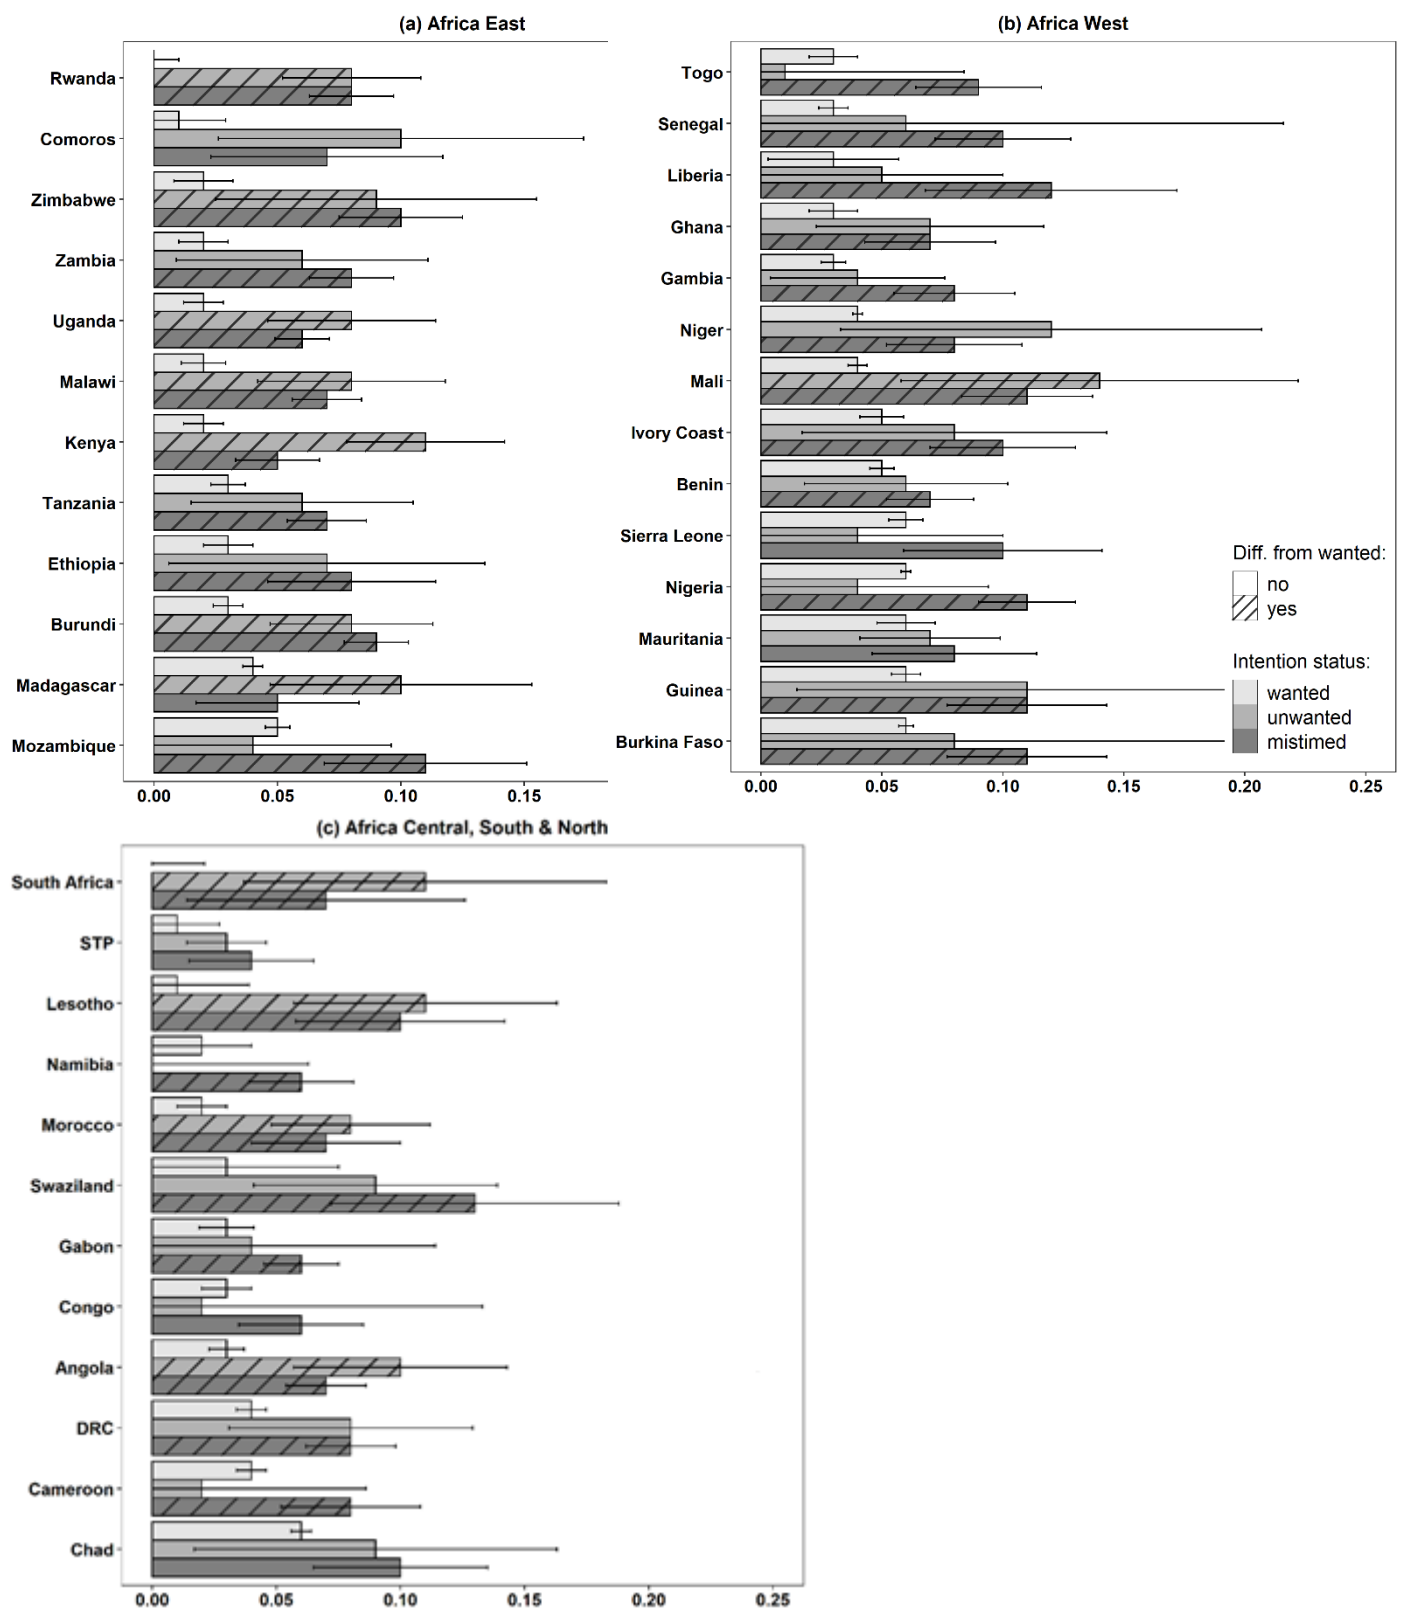 (a) Africa East
Rwanda
Comoros
Zimbabwe
Zambia
Uganda
Malawi
Kenya
Tanzania
Ethiopia
Burundi
Madagascar
Mozambique
0.00 0.05 0.10 0.15
(b) Africa West
Togo
Senegal
Liberia
Ghana
Gambia
Niger
Mali
Ivory Coast
Benin
Sierra Leone
Nigeria
Mauritania
Guinea
Burkina Faso
0.00 0.05 0.10 0.15 0.20 0.25
Diff. from wanted:
no
yes
Intention status:
wanted
unwanted
mistimed
(c) Africa Central, South & North
South Africa
STP
Lesotho
Namibia
Morocco
Swaziland
Gabon
Congo
Angola
DRC
Cameroon
Chad
0.00 0.05 0.10 0.15 0.20 0.25